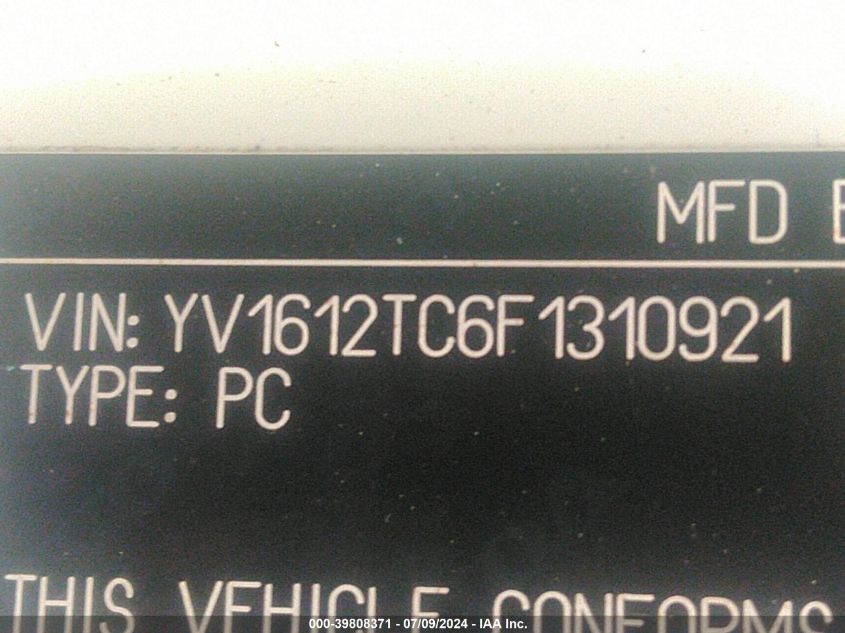 MFD
VIN: YV1612TC6F1310921
TYPE: PC
THIS VEHICLE CONFORMS
000-39808371 - 07/09/2024 - IAA Inc.